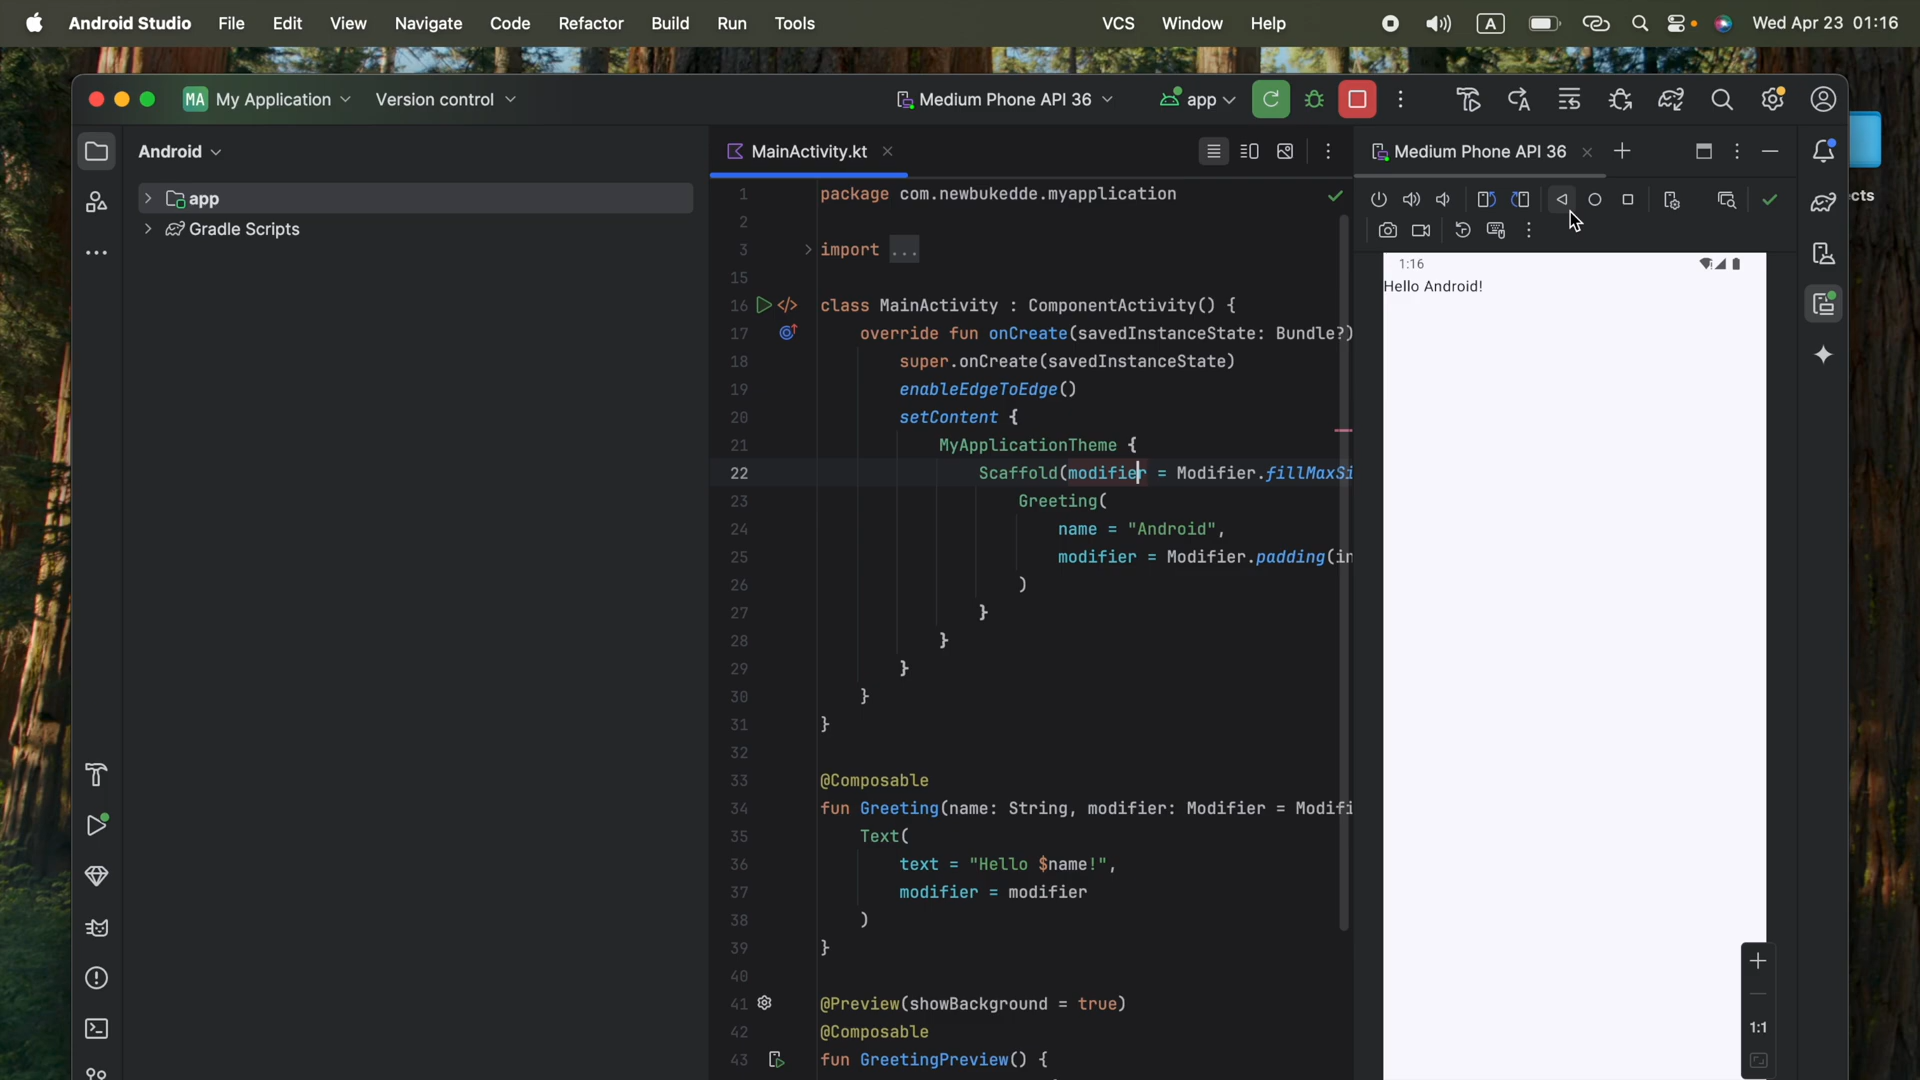 Android Studio File Edit View Navigate Code Refactor Build Run Tools VCS Window Help A Wed Apr 23 01:16
MA My Application Version control Medium Phone API 36 app
Android
app
Gradle Scripts
MainActivity.kt
1 package com.newbukedde.myapplication
2
3 import ...
15
16 class MainActivity : ComponentActivity() {
17 override fun onCreate(savedInstanceState: Bundle?)
18 super.onCreate(savedInstanceState)
19 enableEdgeToEdge()
20 setContent {
21 MyApplicationTheme {
22 Scaffold(modifier = Modifier.fillMaxSi
23 Greeting(
24 name = "Android",
25 modifier = Modifier.padding(in
26 )
27 }
28 }
29 }
30 }
31 }
32
33 @Composable
34 fun Greeting(name: String, modifier: Modifier = Modifi
35 Text(
36 text = "Hello $name!",
37 modifier = modifier
38 )
39 }
40
41 @Preview(showBackground = true)
42 @Composable
43 fun GreetingPreview() {
Medium Phone API 36
1:16
Hello Android!
1:1
cts